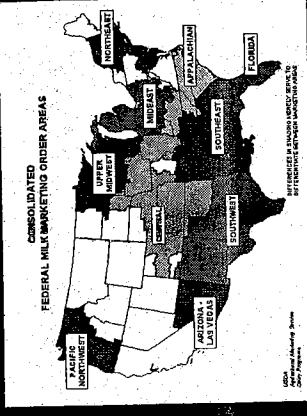 CONSOLIDATED
FEDERAL MILK MARKETING ORDER AREAS
PACIFIC
NORTHWEST
UPPER
MIDWEST
NORTHEAST
MIDEAST
CENTRAL
APPALACHIAN
ARIZONA -
LAS VEGAS
SOUTHWEST
SOUTHEAST
FLORIDA
USDA
Agricultural Marketing Service
Dairy Programs
DIFFERENCES IN SHADING MERELY SERVE TO
DIFFERENTIATE BETWEEN MARKETING AREAS